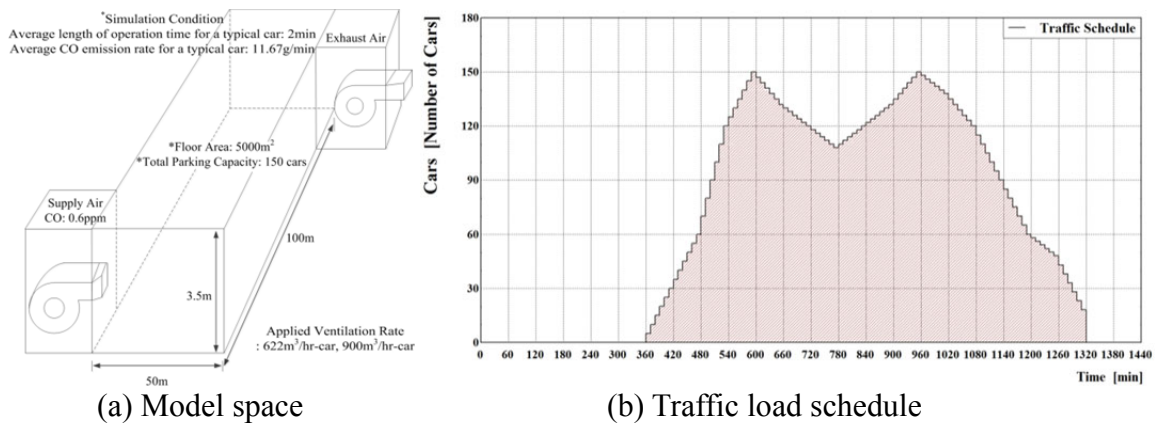 *Simulation Condition
Average length of operation time for a typical car: 2min
Average CO emission rate for a typical car: 11.67g/min
Exhaust Air
*Floor Area: 5000m²
*Total Parking Capacity: 150 cars
Supply Air
CO: 0.6ppm
100m
3.5m
Applied Ventilation Rate
: 622m³/hr-car, 900m³/hr-car
50m
(a) Model space
Cars [Number of Cars]
180
150
120
90
60
30
0
Traffic Schedule
0 60 120 180 240 300 360 420 480 540 600 660 720 780 840 900 960 1020 1080 1140 1200 1260 1320 1380 1440
Time [min]
(b) Traffic load schedule